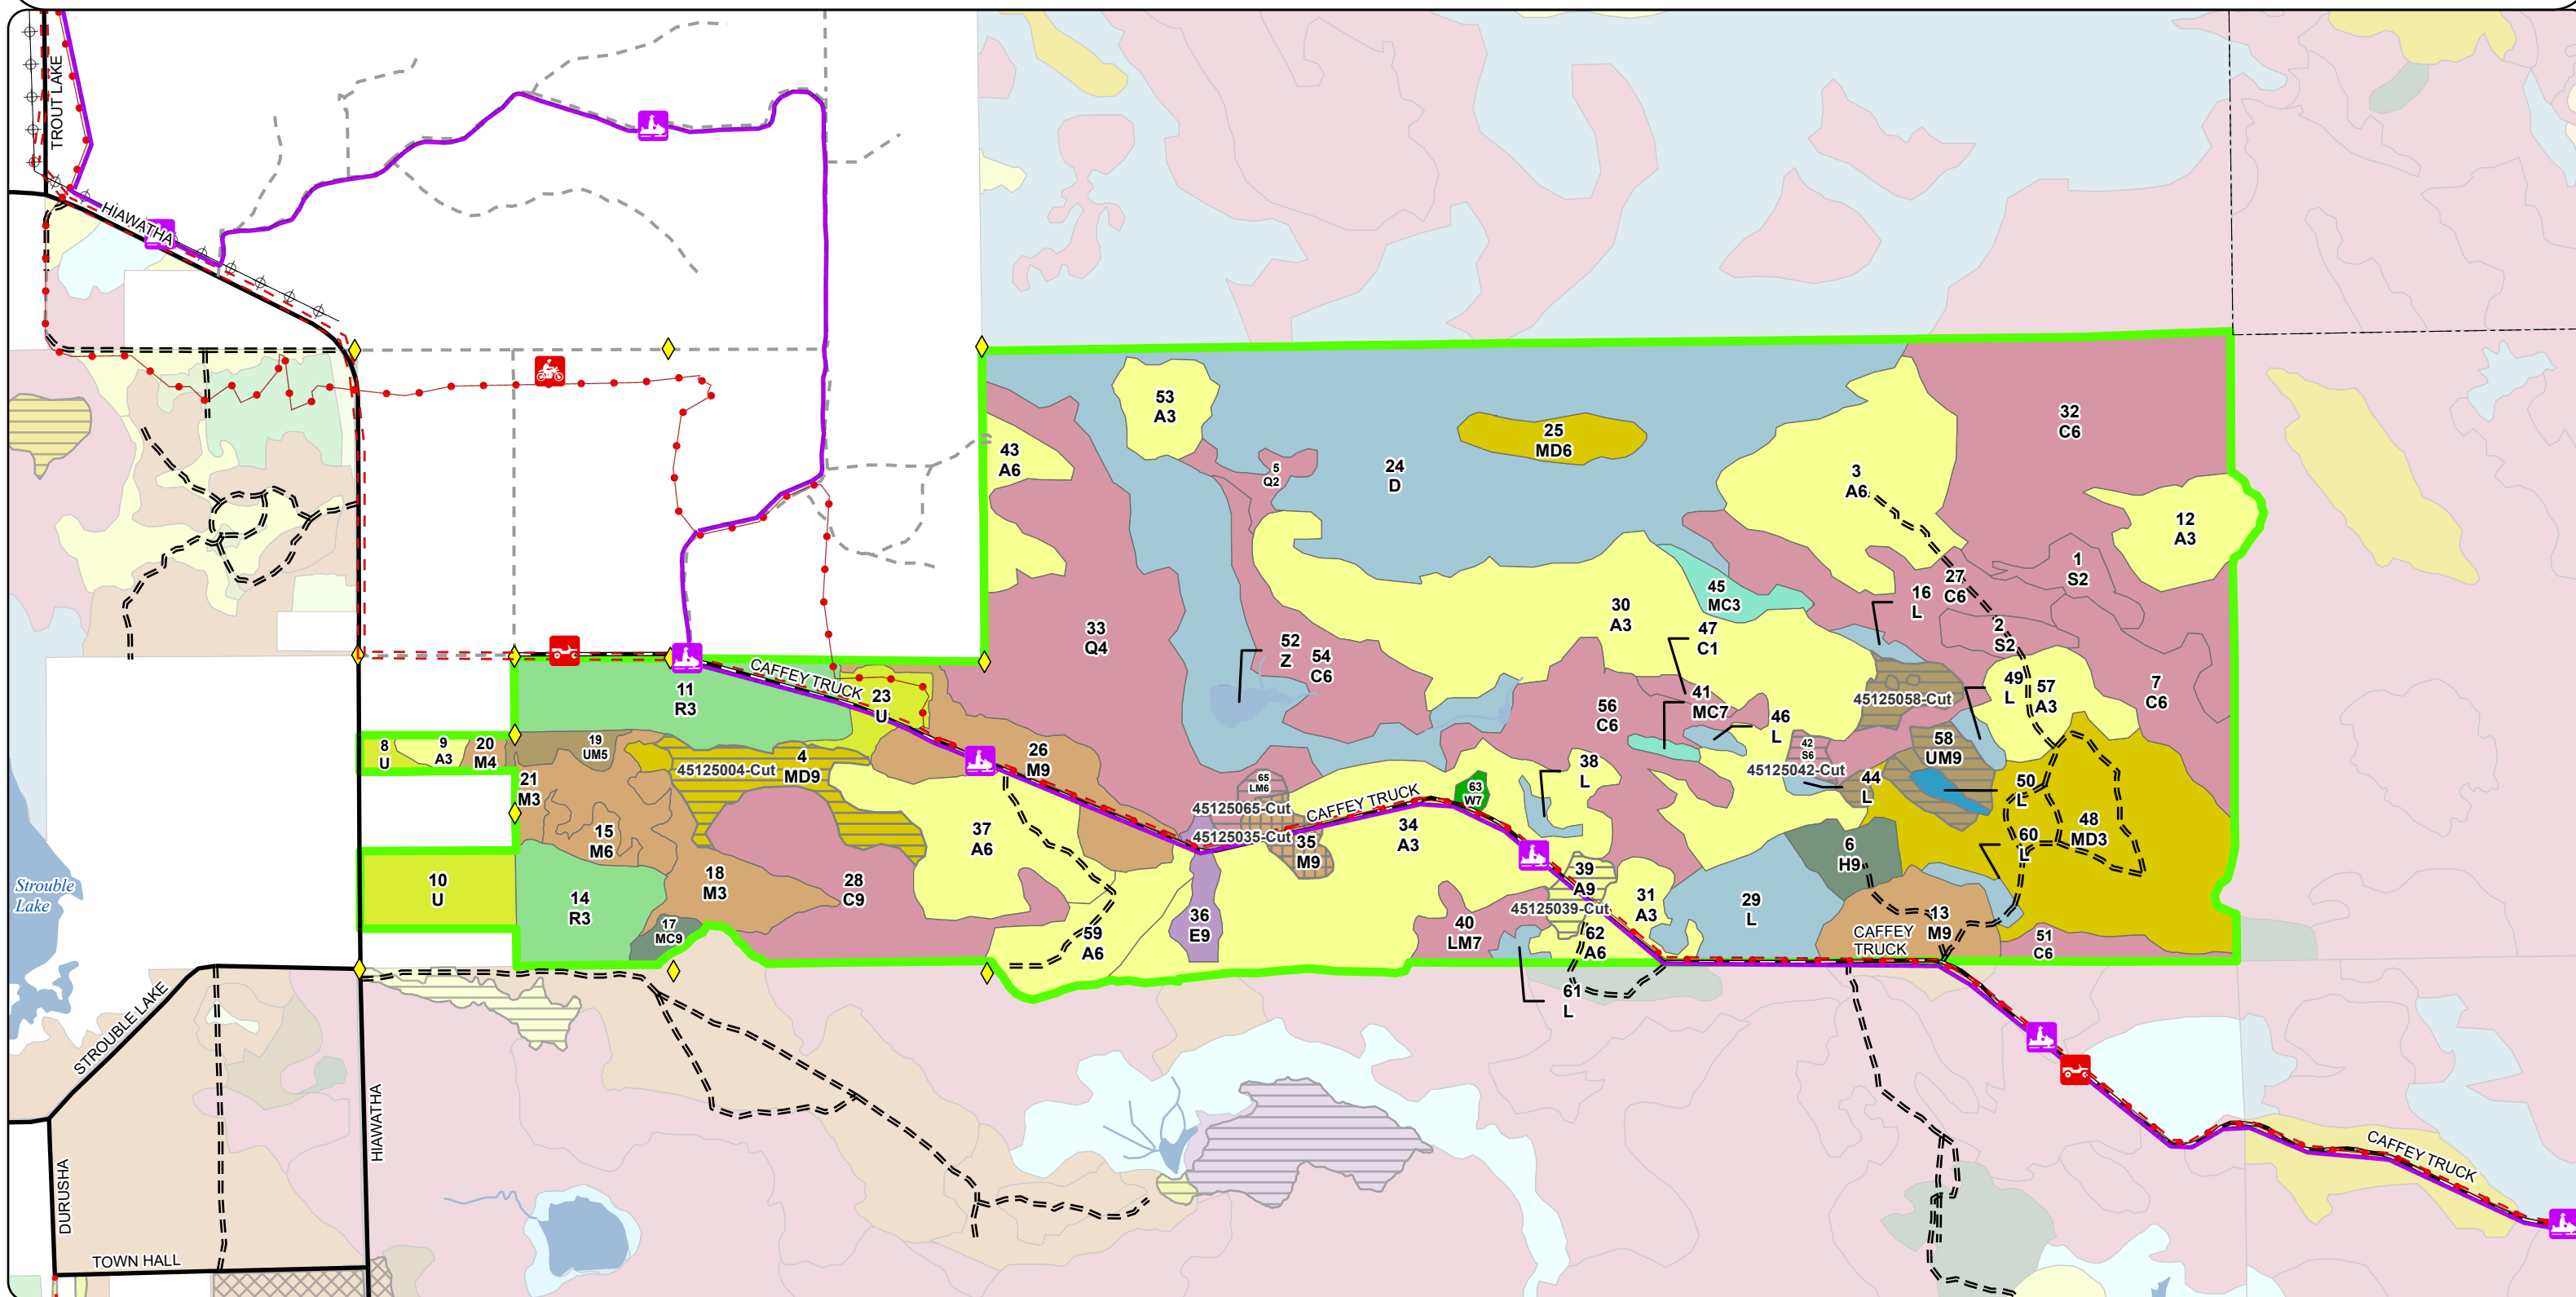 TROUT LAKE
HIAWATHA
53
A3
25
MD6
32
C6
43
A6
5
Q2
24
D
3
A6
12
A3
1
S2
27
C6
16
L
45
MC3
30
A3
33
Q4
47
C1
2
S2
52
Z
54
C6
CAFFEY TRUCK
11
R3
23
U
41
MC7
49
L
57
A3
7
C6
45125058-Cut
56
C6
46
L
8
U
9
A3
20
M4
19
UM5
4
MD9
45125004-Cut
26
M9
42
S6
45125042-Cut
58
UM9
21
M3
65
LM6
38
L
44
L
50
L
63
W7
45125065-Cut
CAFFEY TRUCK
15
M6
37
A6
45125035-Cut
35
M9
34
A3
48
MD3
60
L
6
H9
10
U
18
M3
28
C9
39
A9
14
R3
31
A3
29
L
Strouble
Lake
36
E9
45125039-Cut
13
M9
17
MC9
40
LM7
59
A6
62
A6
CAFFEY
TRUCK
51
C6
61
L
STROUBLE LAKE
HIAWATHA
DURUSHA
TOWN HALL
CAFFEY TRUCK